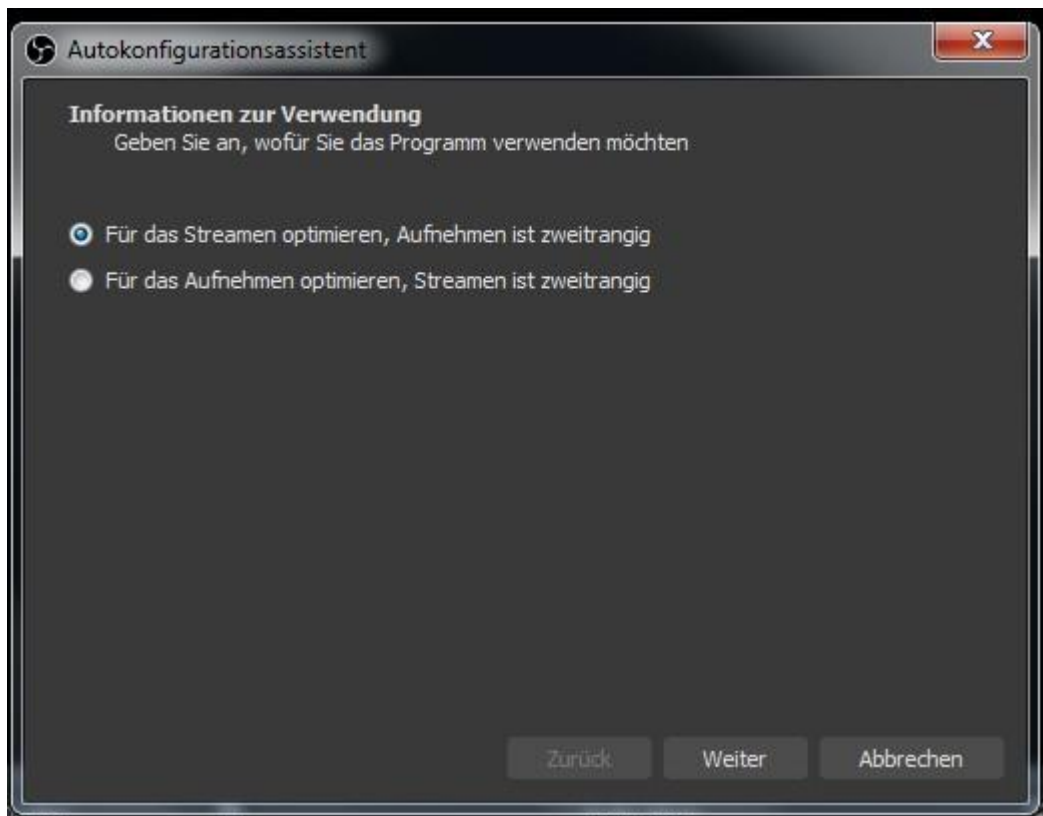 Autokonfigurationsassistent
Informationen zur Verwendung
Geben Sie an, wofür Sie das Programm verwenden möchten
Für das Streamen optimieren, Aufnehmen ist zweitrangig
Für das Aufnehmen optimieren, Streamen ist zweitrangig
Zurück Weiter Abbrechen